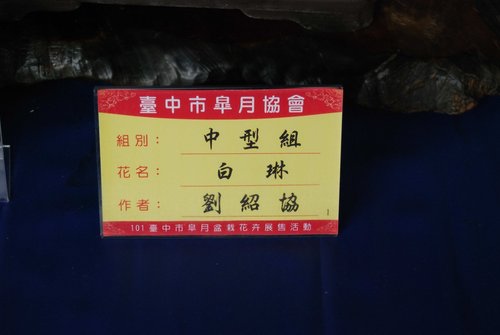 臺中市皐月協會
組別： 中型組
花名： 白琳
作者： 劉紹協
1
101臺中市皐月盆栽花卉展售活動